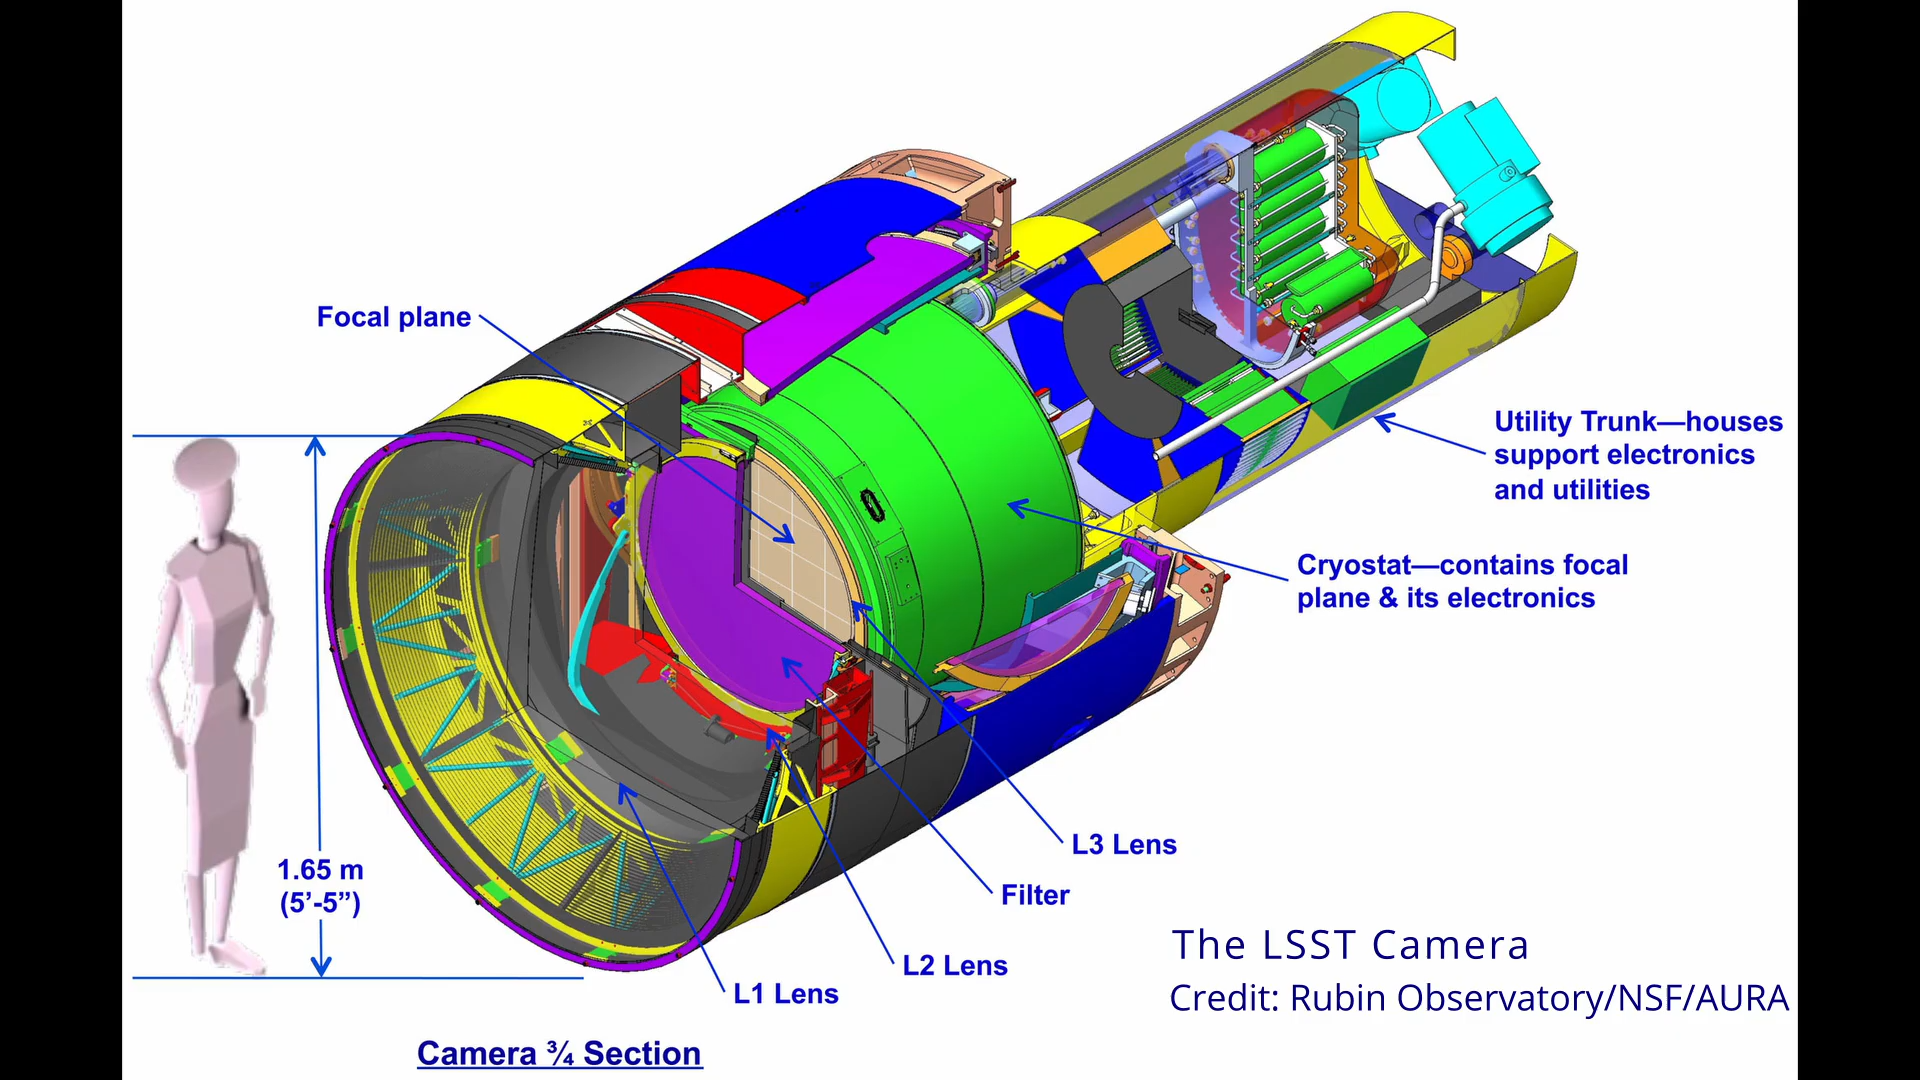 Focal plane
Utility Trunk—houses
support electronics
and utilities
Cryostat—contains focal
plane & its electronics
1.65 m
(5’-5”)
L3 Lens
Filter
L2 Lens
L1 Lens
The LSST Camera
Credit: Rubin Observatory/NSF/AURA
Camera ¾ Section